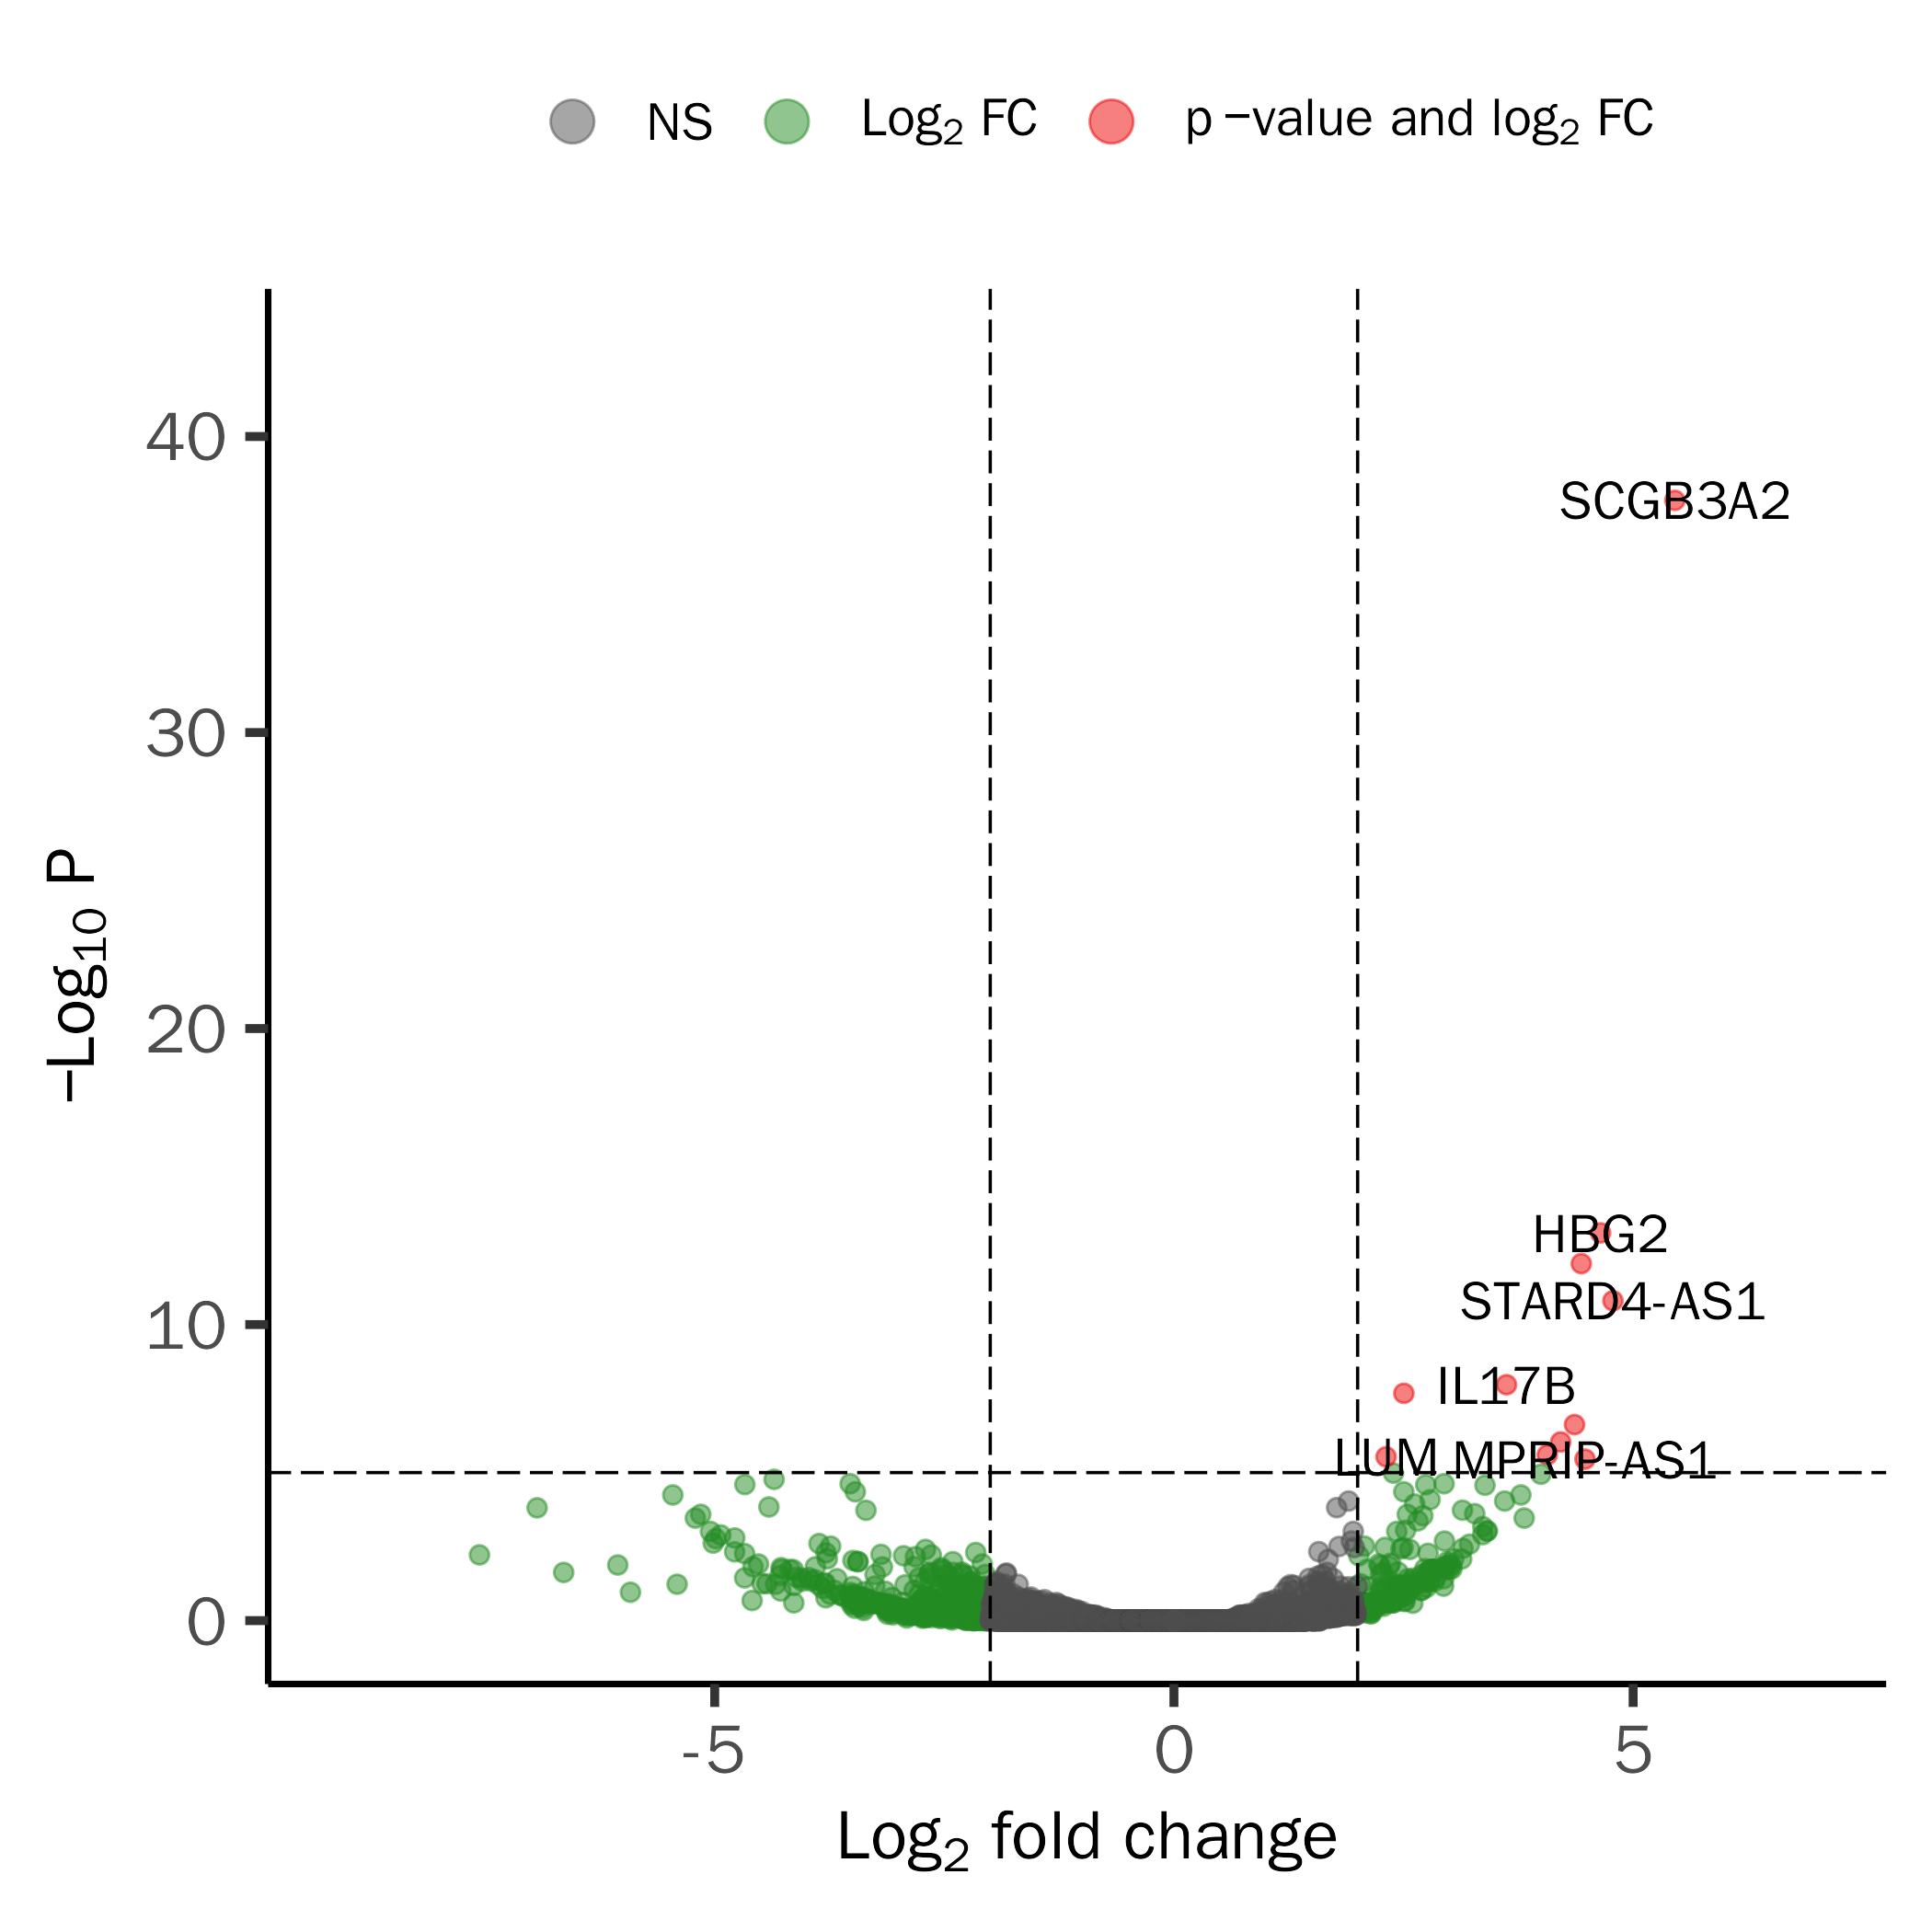 NS Log₂ FC p −value and log₂ FC
40
30
20
10
0
−Log₁₀ P
SCGB3A2
HBG2
STARD4-AS1
IL17B
LUM MPRIP-AS1
-5 0 5
Log₂ fold change